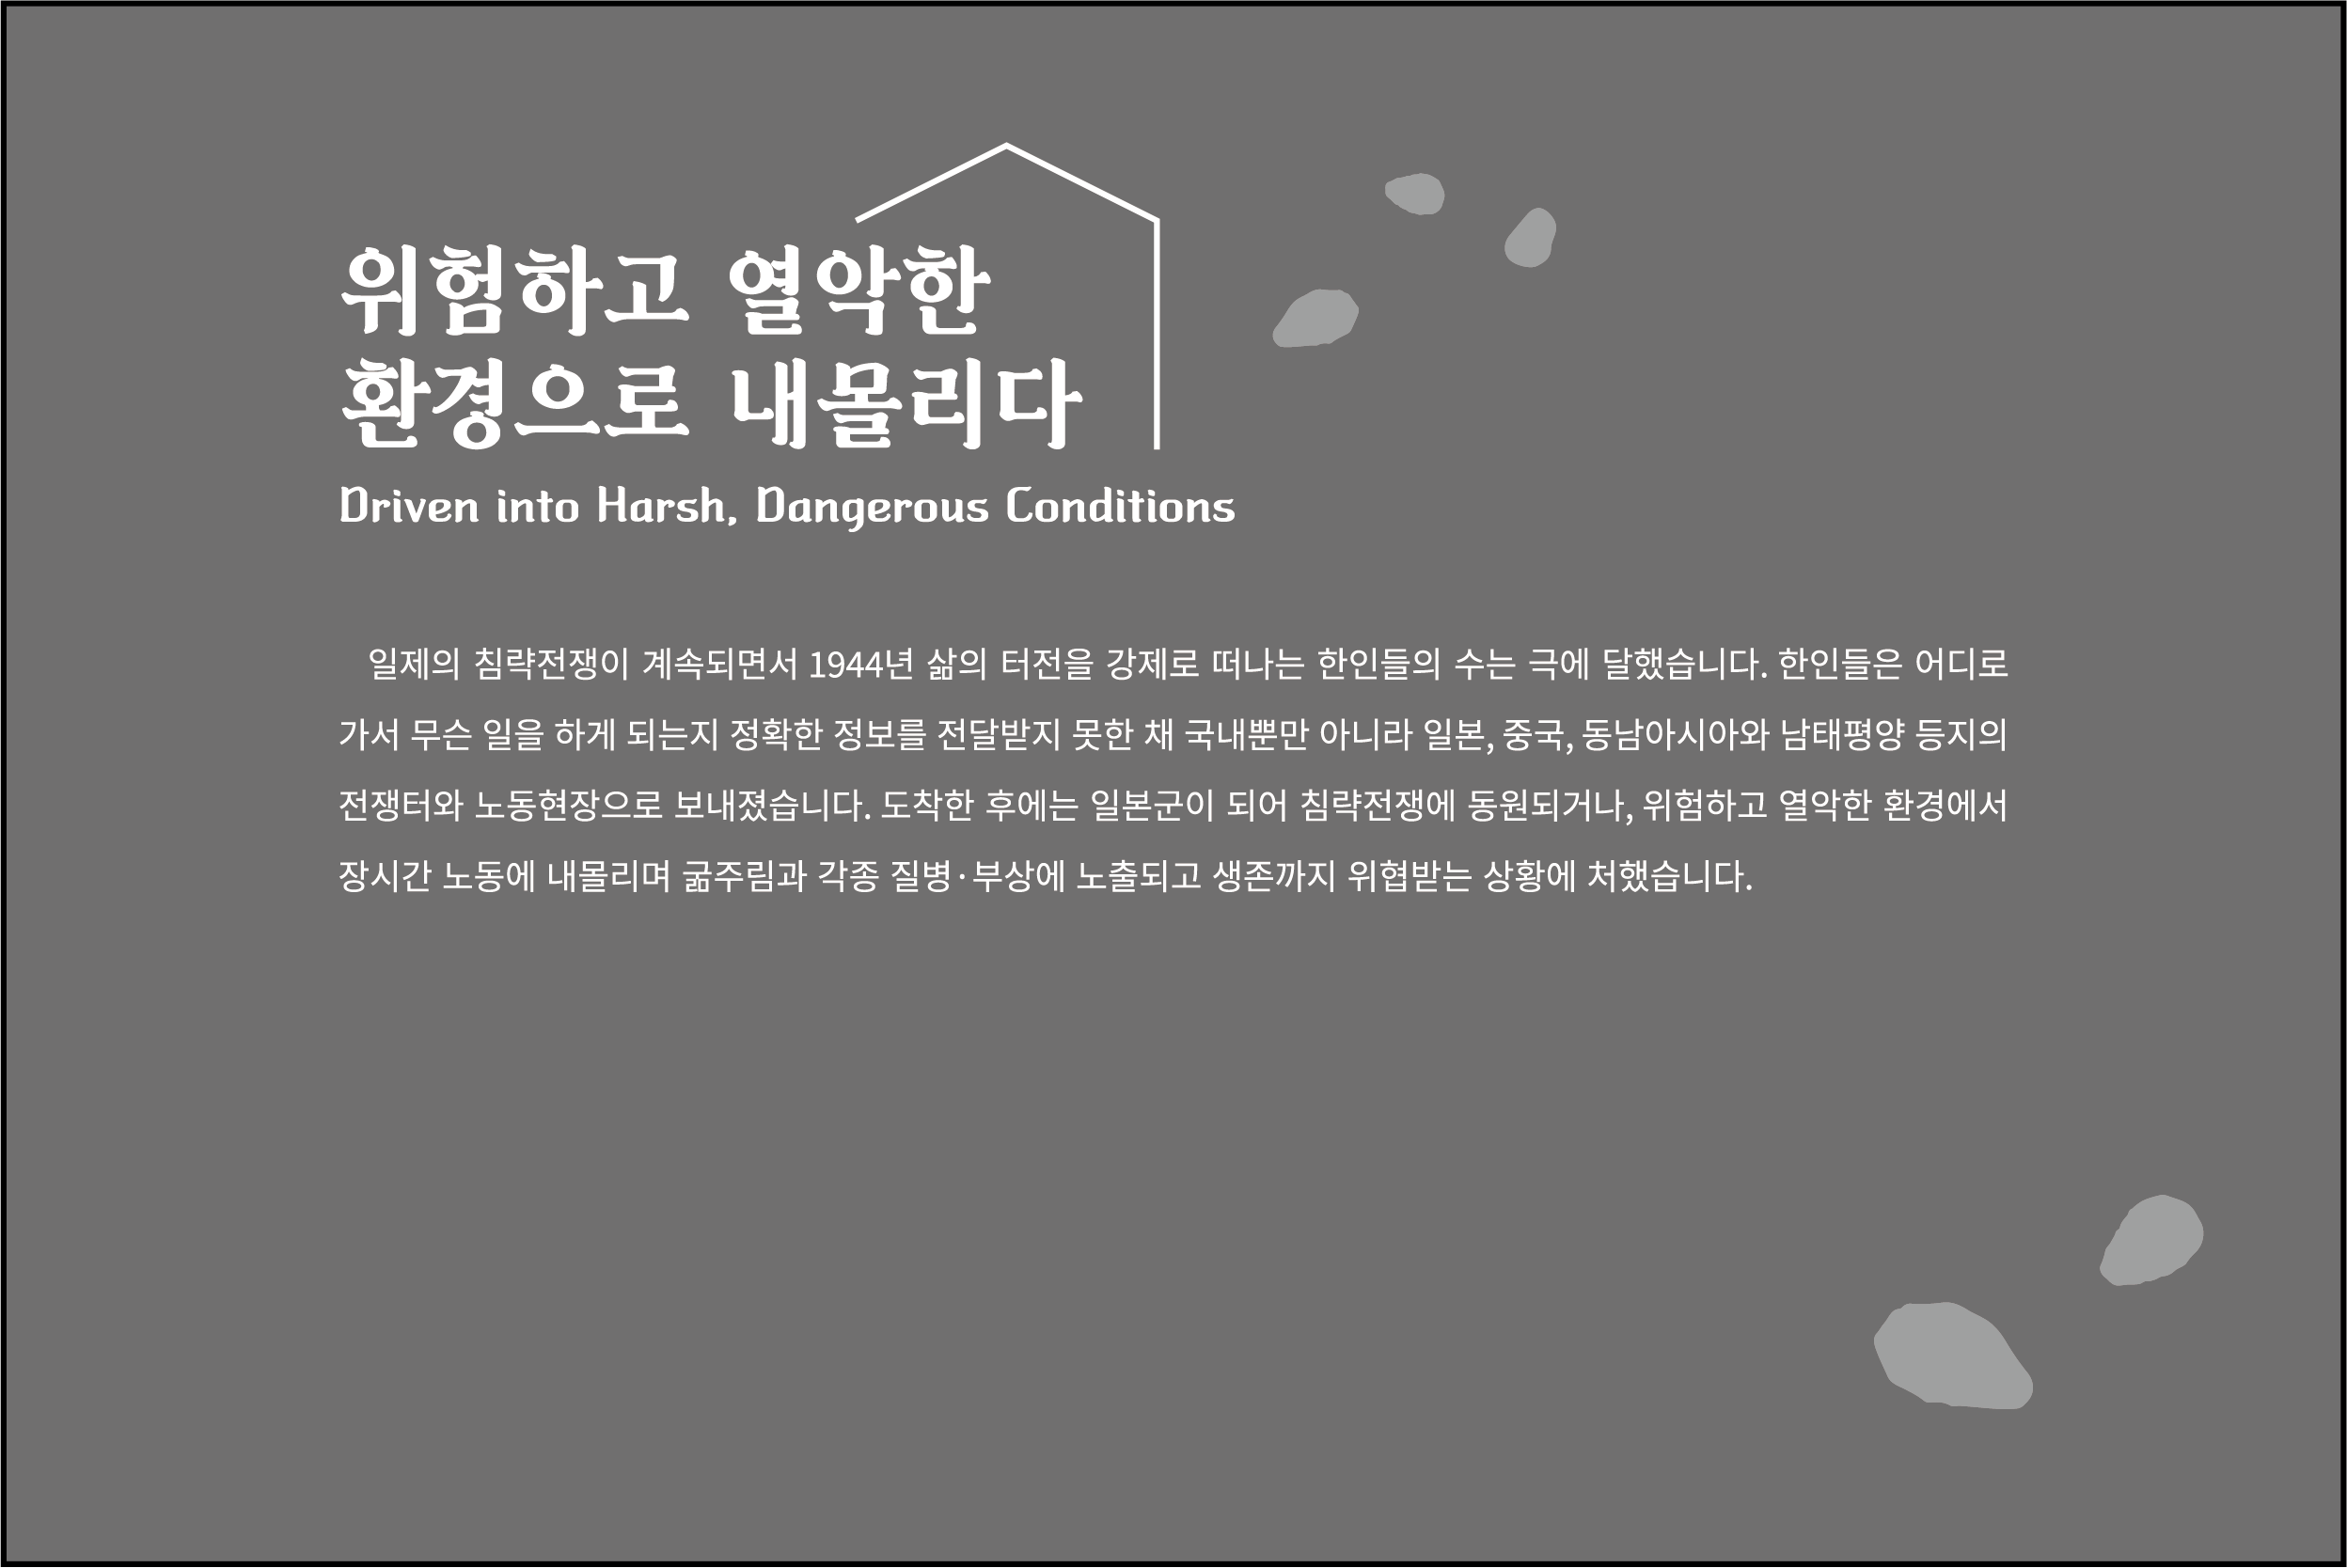 위험하고 열악한
환경으로 내몰리다
Driven into Harsh, Dangerous Conditions
일제의 침략전쟁이 계속되면서 1944년 삶의 터전을 강제로 떠나는 한인들의 수는 극에 달했습니다. 한인들은 어디로
가서 무슨 일을 하게 되는지 정확한 정보를 전달받지 못한 채 국내뿐만 아니라 일본, 중국, 동남아시아와 남태평양 등지의
전쟁터와 노동현장으로 보내졌습니다. 도착한 후에는 일본군이 되어 침략전쟁에 동원되거나, 위험하고 열악한 환경에서
장시간 노동에 내몰리며 굶주림과 각종 질병·부상에 노출되고 생존까지 위협받는 상황에 처했습니다.